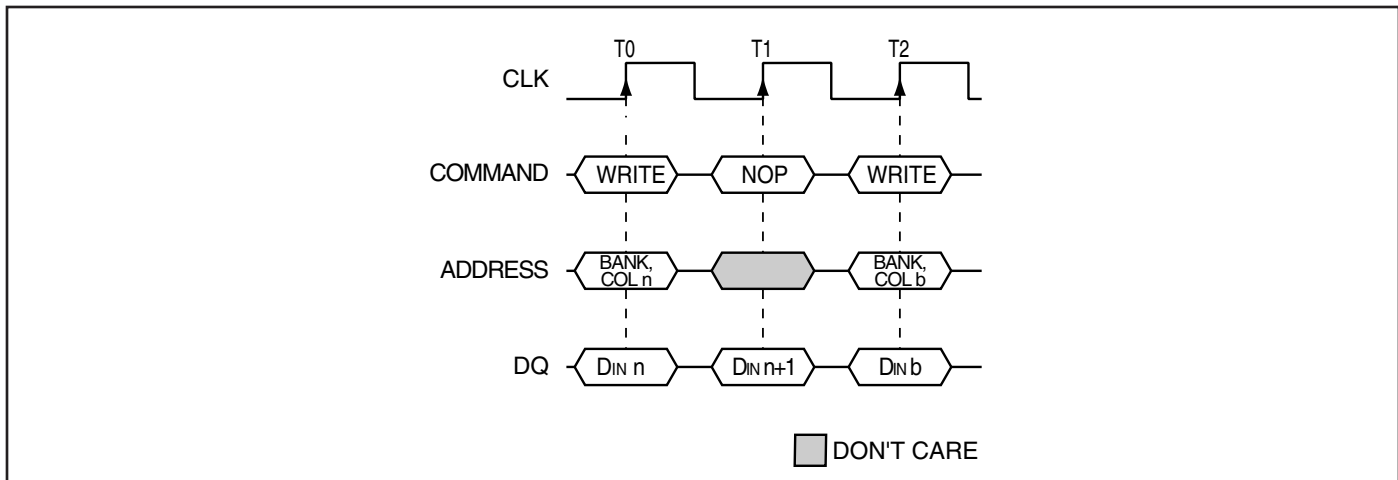 T0 T1 T2
CLK
COMMAND WRITE NOP WRITE
ADDRESS BANK, COL n BANK, COL b
DQ DIN n DIN n+1 DIN b
DON'T CARE